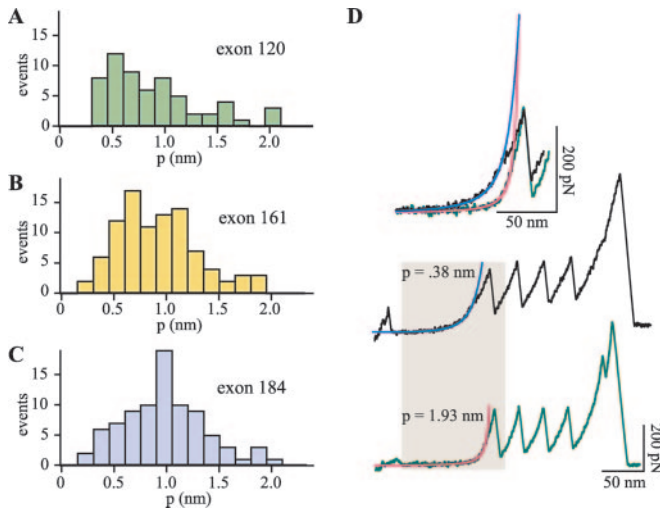 A
events
15
10
5
0
exon 120
0
0.5
1.0
1.5
2.0
p (nm)
B
events
15
10
5
0
exon 161
0
0.5
1.0
1.5
2.0
p (nm)
C
events
15
10
5
0
exon 184
0
0.5
1.0
1.5
2.0
p (nm)
D
200 pN
50 nm
p = .38 nm
p = 1.93 nm
200 pN
50 nm